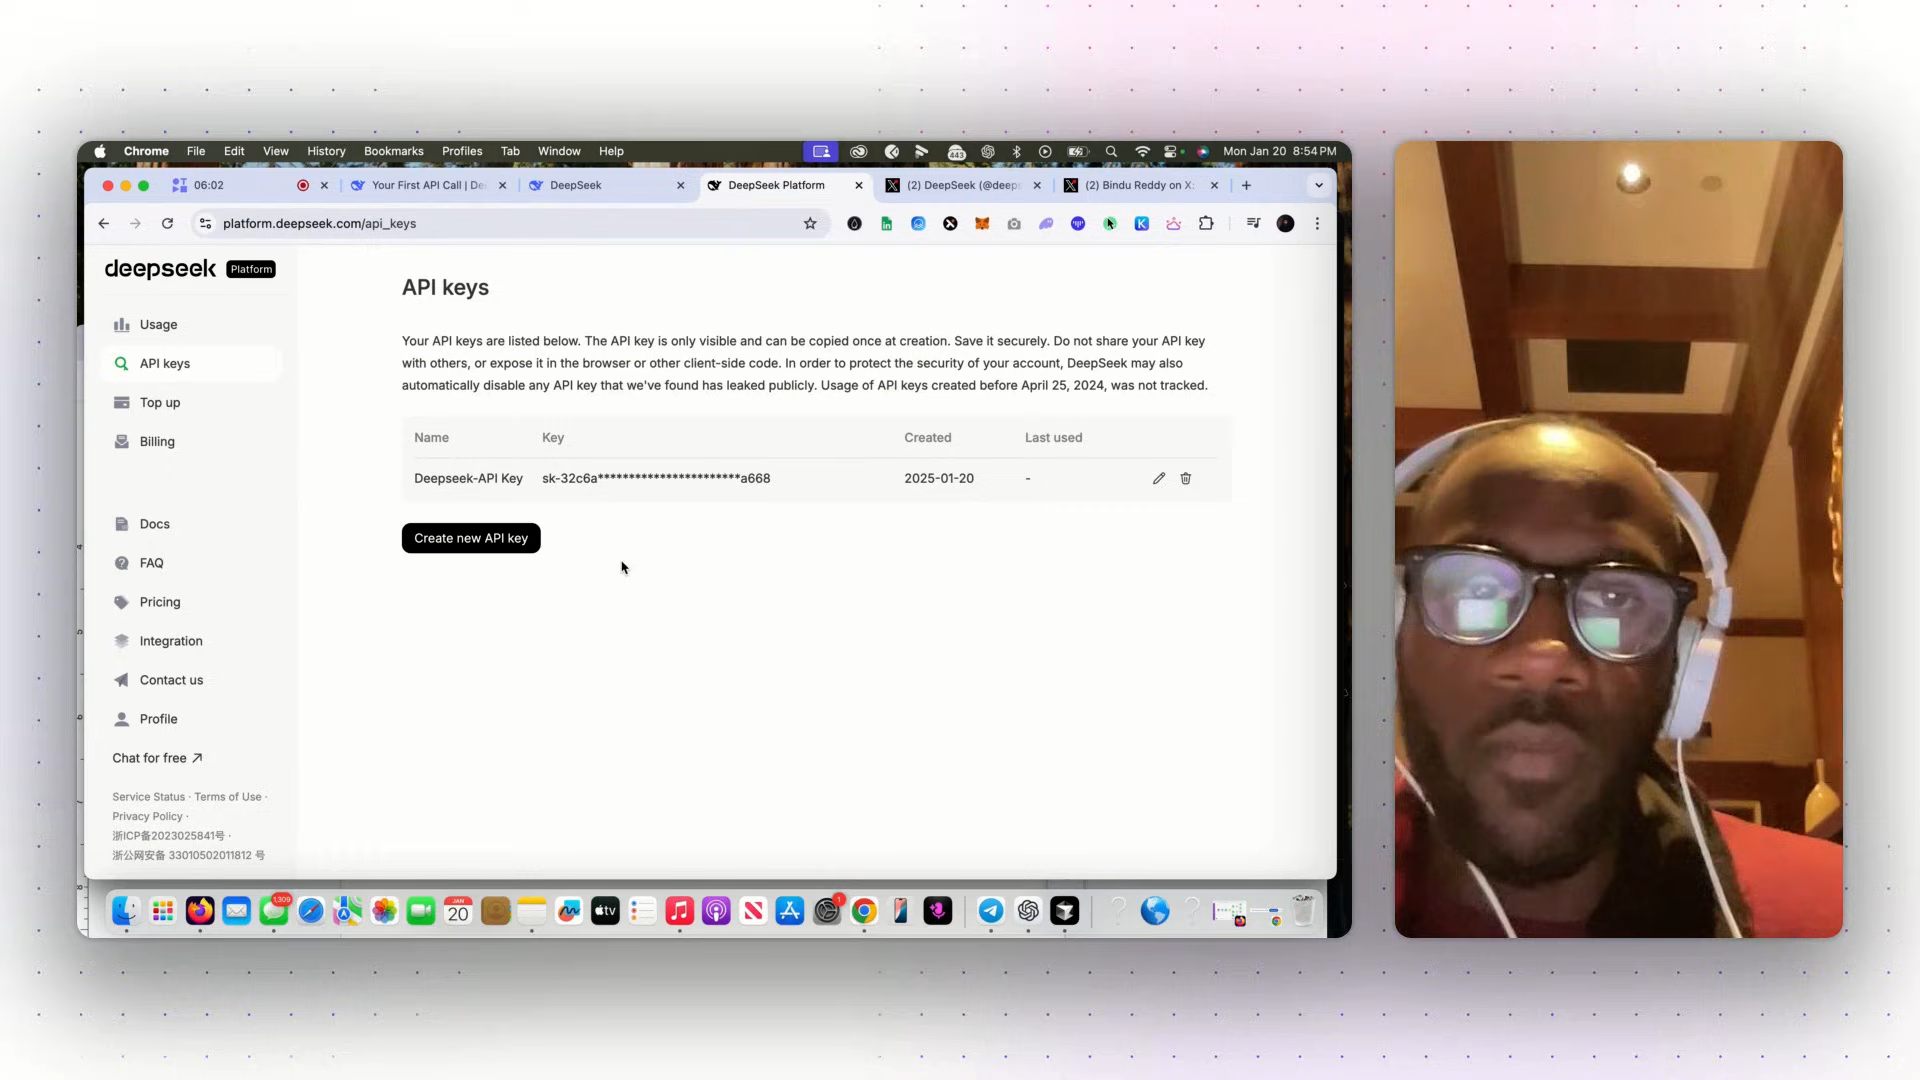 Chrome File Edit View History Bookmarks Profiles Tab Window Help
443
Mon Jan 20 8:54 PM
06:02
Your First API Call | De
DeepSeek
DeepSeek Platform
(2) DeepSeek (@deeps
(2) Bindu Reddy on X:
platform.deepseek.com/api_keys
deepseek Platform
Usage
API keys
Top up
Billing
Docs
FAQ
Pricing
Integration
Contact us
Profile
Chat for free
Service Status · Terms of Use ·
Privacy Policy ·
浙ICP备2023025841号 ·
浙公网安备 33010502011812 号
API keys
Your API keys are listed below. The API key is only visible and can be copied once at creation. Save it securely. Do not share your API key
with others, or expose it in the browser or other client-side code. In order to protect the security of your account, DeepSeek may also
automatically disable any API key that we've found has leaked publicly. Usage of API keys created before April 25, 2024, was not tracked.
Name Key Created Last used
Deepseek-API Key sk-32c6a***********************a668 2025-01-20 -
Create new API key
1,309
JAN
20
tv
1